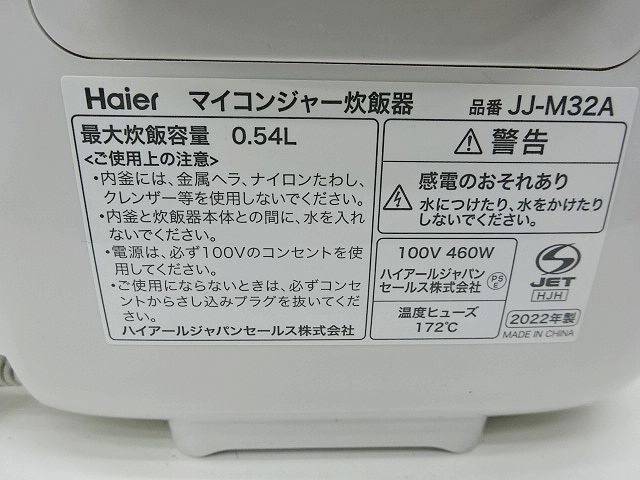 Haier マイコンジャー炊飯器 品番 JJ-M32A
最大炊飯容量 0.54L
<ご使用上の注意>
・内釜には、金属ヘラ、ナイロンたわし、
クレンザー等を使用しないでください。
・内釜と炊飯器本体との間に、水を入れ
ないでください。
・電源は、必ず100Vのコンセントを使
用してください。
・ご使用にならないときは、必ずコンセ
ントからさし込みプラグを抜いてくだ
さい。
ハイアールジャパンセールス株式会社
警告
感電のおそれあり
水につけたり、水をかけたり
しないでください。
100V 460W
ハイアールジャパン
セールス株式会社
PS
E
温度ヒューズ
172℃
S
JET
HJH
2022年製
MADE IN CHINA